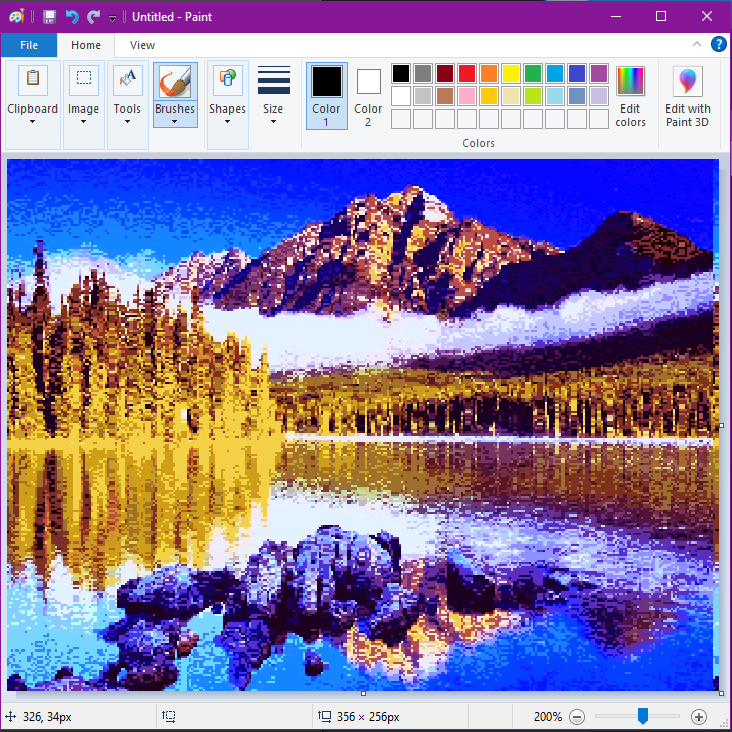 Untitled - Paint
File Home View
Clipboard Image Tools Brushes Shapes Size Color 1 Color 2 Edit colors Edit with Paint 3D
Colors
326, 34px 356 × 256px 200%